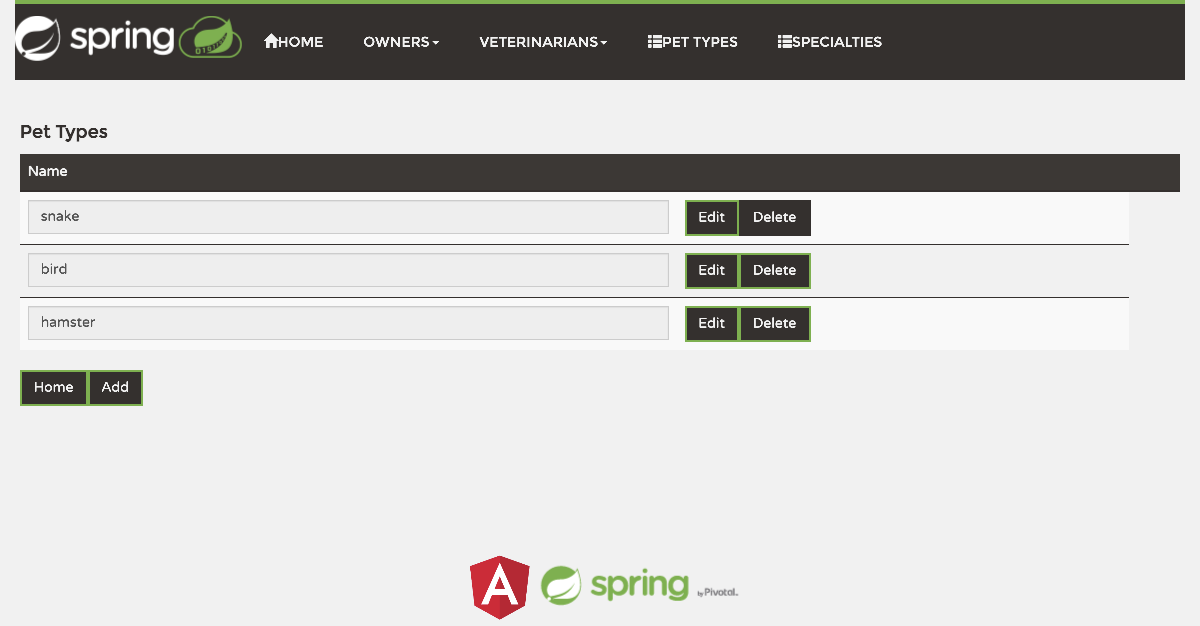 spring HOME OWNERS VETERINARIANS PET TYPES SPECIALTIES
Pet Types
Name
snake Edit Delete
bird Edit Delete
hamster Edit Delete
Home Add
A spring by Pivotal.